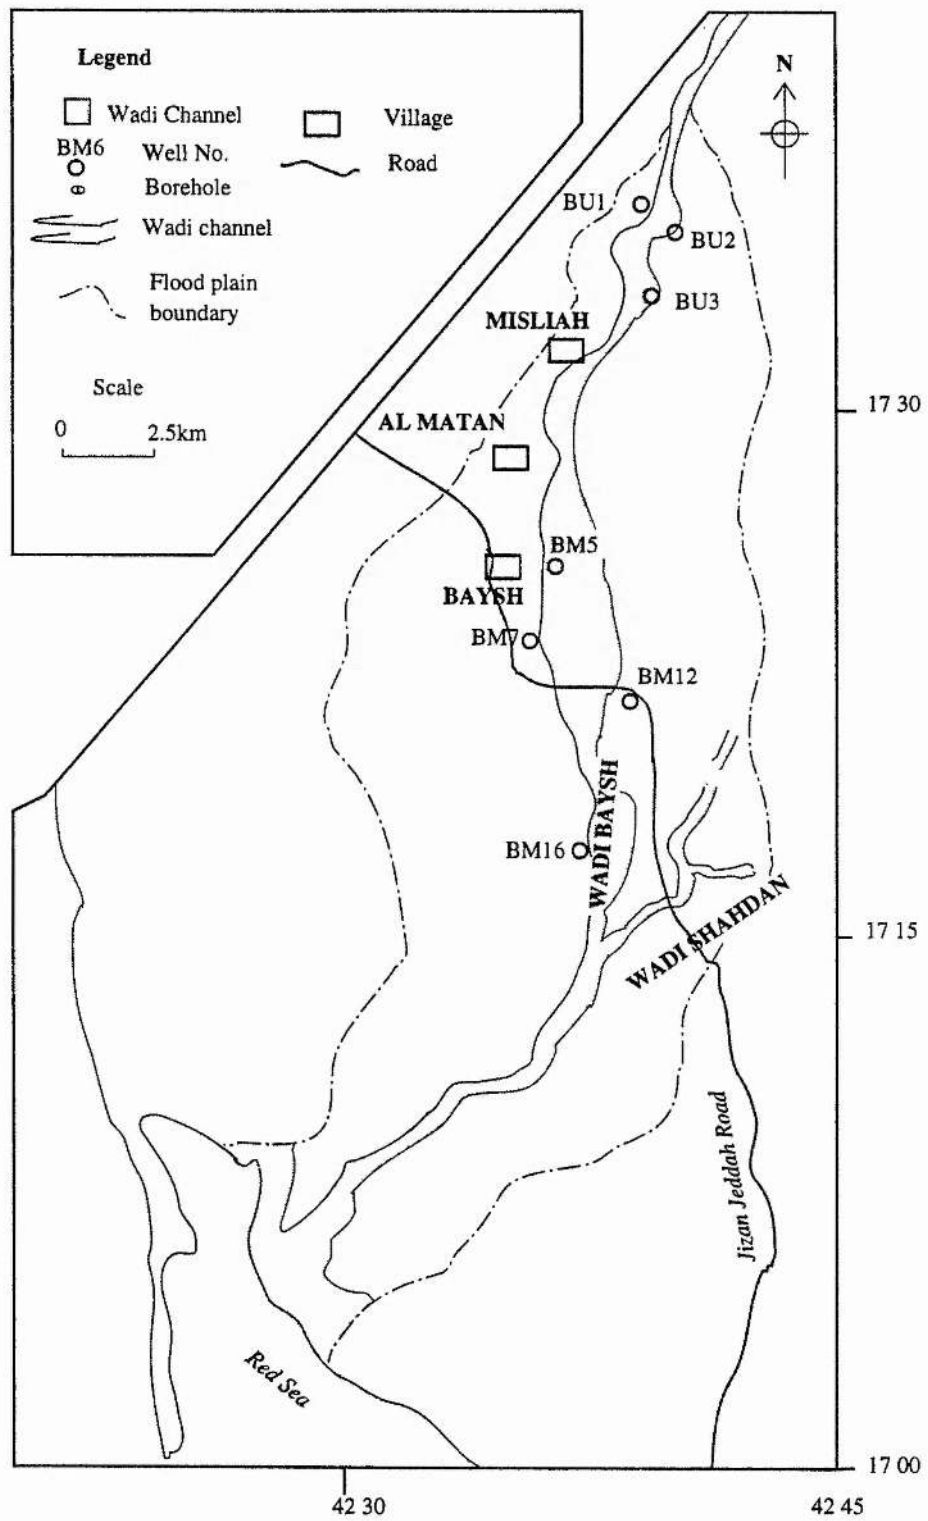 Legend
Wadi Channel
Village
BM6
Well No.
Road
Borehole
Wadi channel
Flood plain
boundary
Scale
0 2.5km
N
BU1
BU2
BU3
MISLIAH
17 30
AL MATAN
BM5
BAYSH
BM7
BM12
WADI BAYSH
BM16
WADI SHAHDAN
17 15
Jizan Jeddah Road
Red Sea
17 00
42 30
42 45